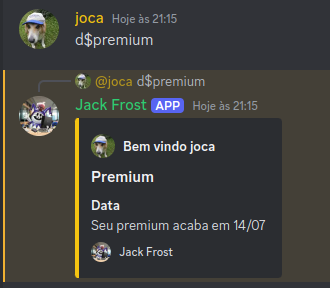 joca Hoje às 21:15
d$premium
@joca d$premium
Jack Frost APP Hoje às 21:15
Bem vindo joca
Premium
Data
Seu premium acaba em 14/07
Jack Frost